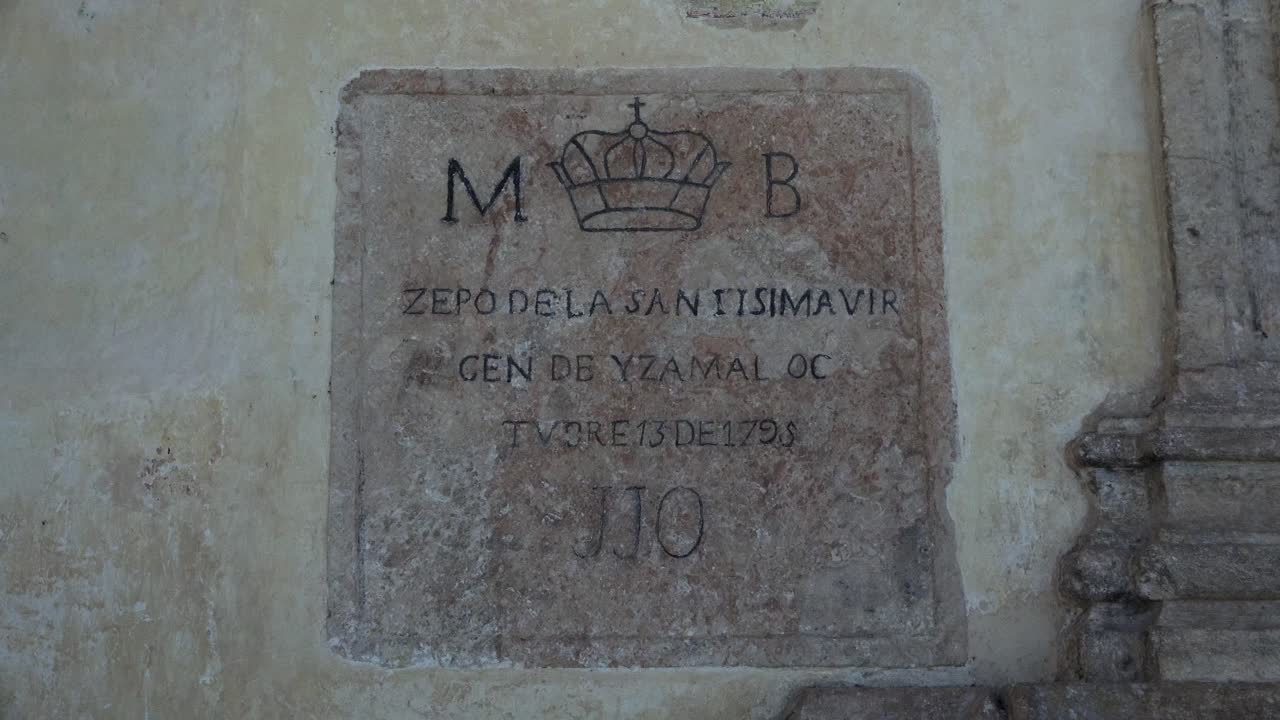 M B
ZEPO DE LA SANTISIMA VIR
GEN DE YZAMAL OC
TVBRE 13 DE 1798
JJO